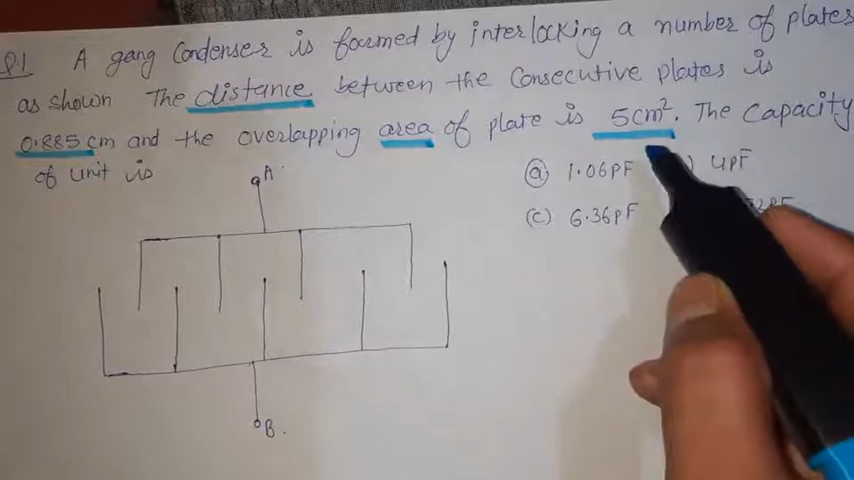 Q.1 A gang Condenser is formed by interlocking a number of plates
as shown The distance between the Consecutive plates is
0.885 cm and the overlapping area of plate is 5cm². The Capacity
of unit is
(a) 1.06pF ) 4pF
(c) 6.36pF
A
B.